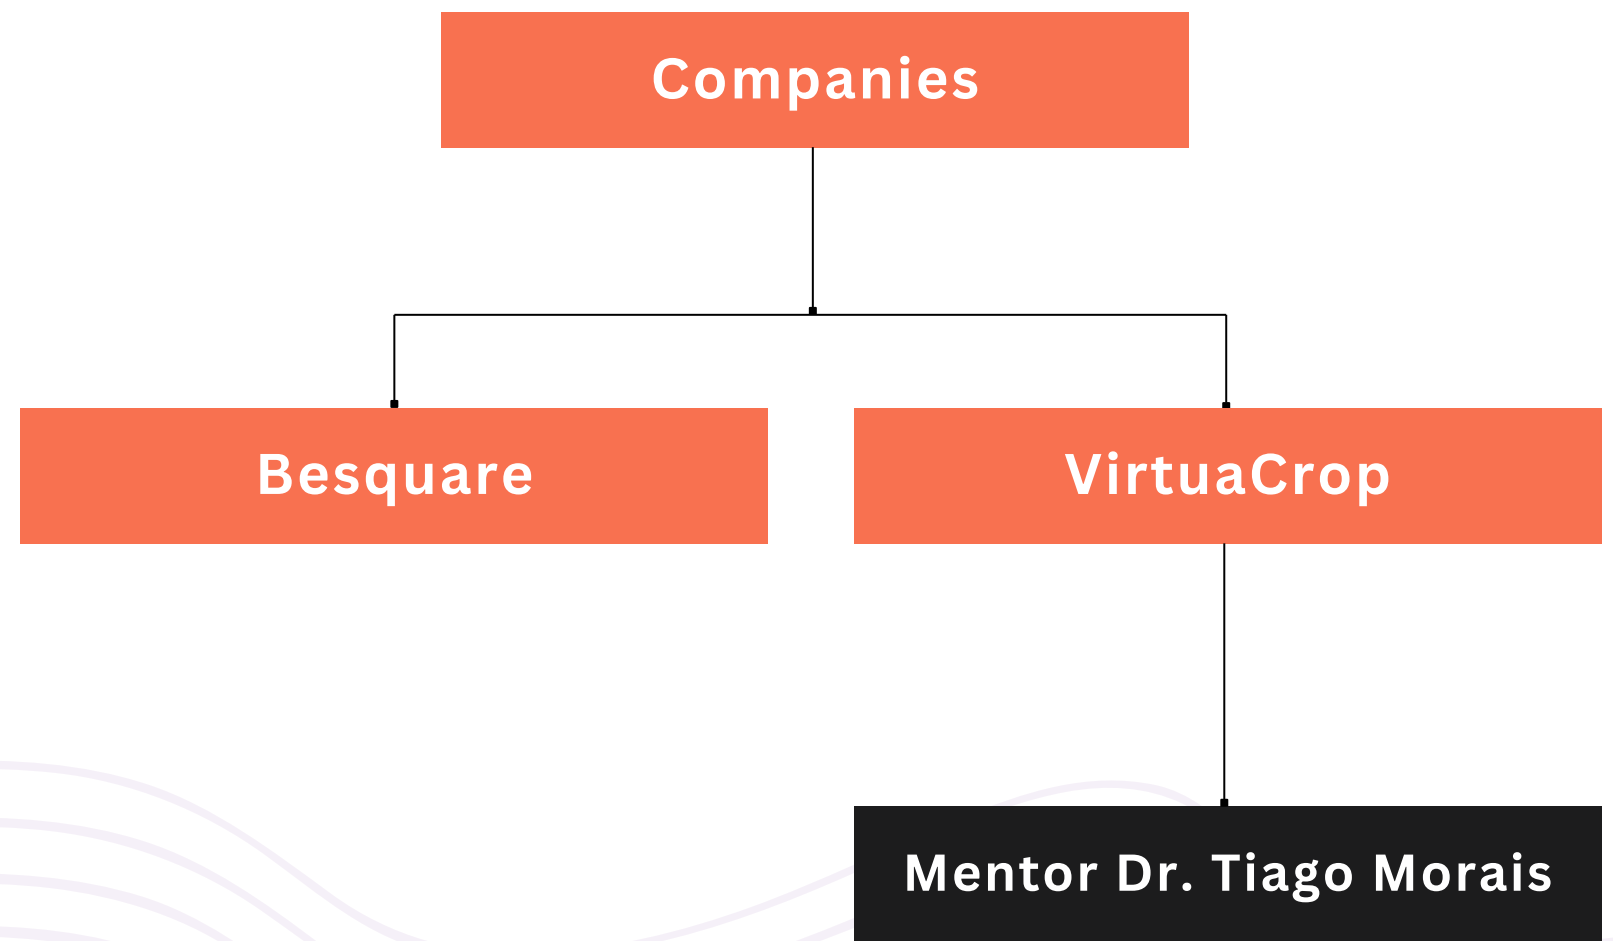 Companies
Besquare
VirtuaCrop
Mentor Dr. Tiago Morais